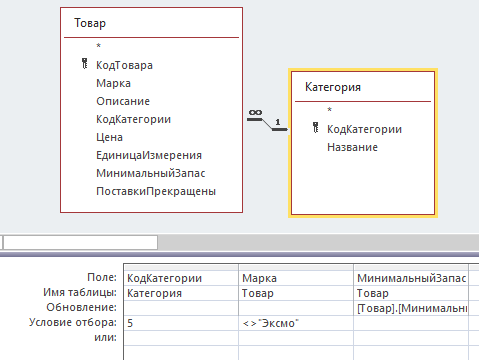 Товар
*
КодТовара
Марка
Описание
КодКатегории
Цена
ЕдиницаИзмерения
МинимальныйЗапас
ПоставкиПрекращены
∞ 1
Категория
*
КодКатегории
Название
Поле: КодКатегории Марка МинимальныйЗапас
Имя таблицы: Категория Товар Товар
Обновление: [Товар].[Минимальн
Условие отбора: 5 <>"Эксмо"
или: